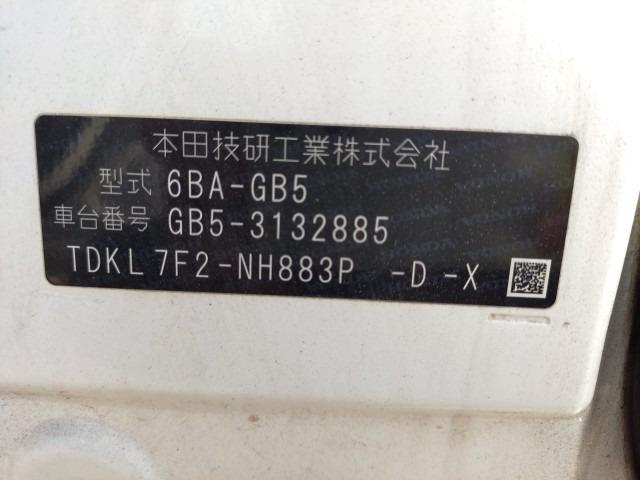 本田技研工業株式会社
型式 6BA-GB5
車台番号 GB5-3132885
TDKL7F2-NH883P -D -X